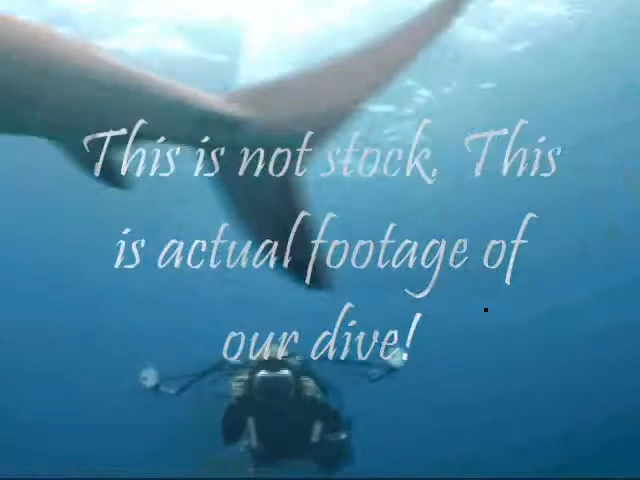 This is not stock. This
is actual footage of
our dive!